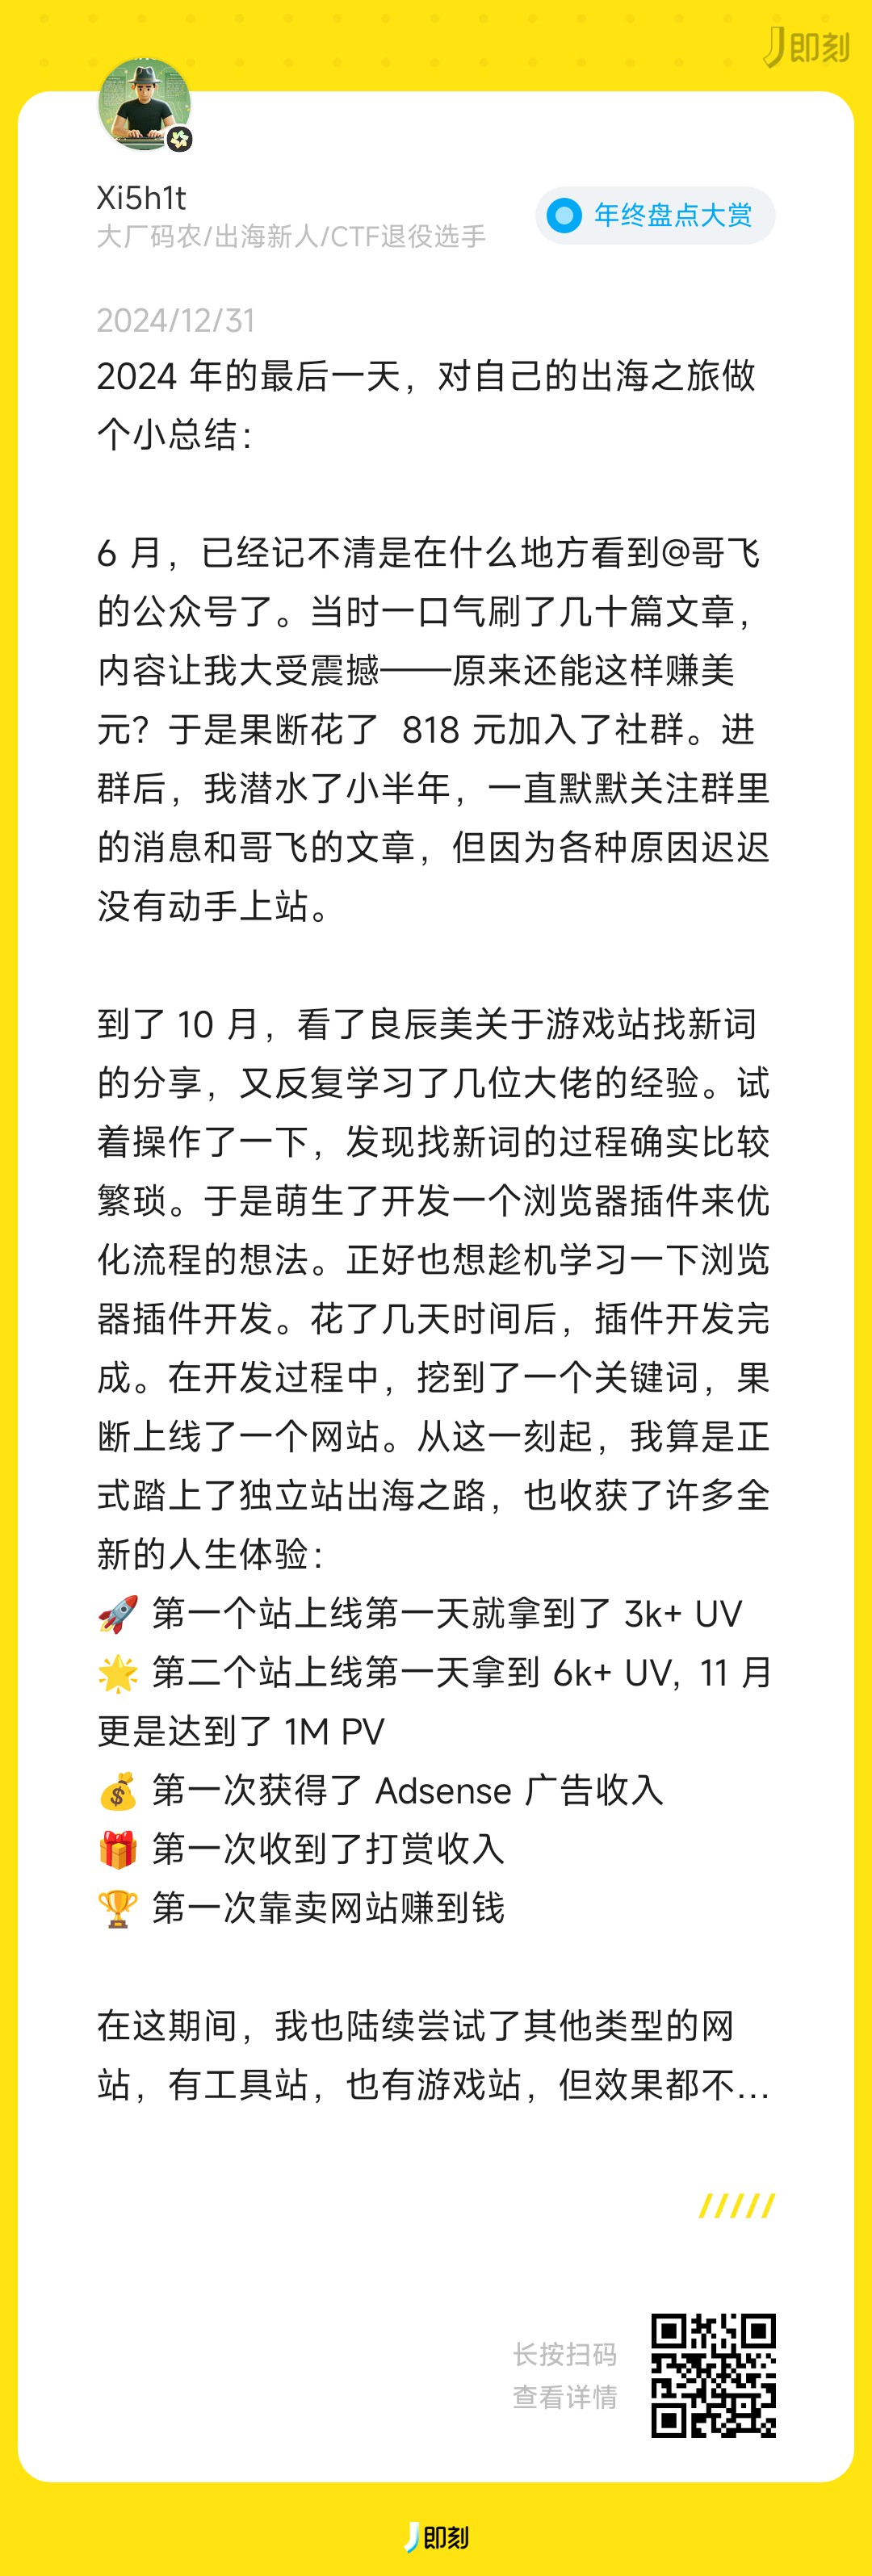 即刻
Xi5h1t
大厂码农/出海新人/CTF退役选手
年终盘点大赏
2024/12/31
2024 年的最后一天，对自己的出海之旅做
个小总结：
6 月，已经记不清是在什么地方看到@哥飞
的公众号了。当时一口气刷了几十篇文章，
内容让我大受震撼——原来还能这样赚美
元？于是果断花了 818 元加入了社群。进
群后，我潜水了小半年，一直默默关注群里
的消息和哥飞的文章，但因为各种原因迟迟
没有动手上站。
到了 10 月，看了良辰美关于游戏站找新词
的分享，又反复学习了几位大佬的经验。试
着操作了一下，发现找新词的过程确实比较
繁琐。于是萌生了开发一个浏览器插件来优
化流程的想法。正好也想趁机学习一下浏览
器插件开发。花了几天时间后，插件开发完
成。在开发过程中，挖到了一个关键词，果
断上线了一个网站。从这一刻起，我算是正
式踏上了独立站出海之路，也收获了许多全
新的人生体验：
🚀 第一个站上线第一天就拿到了 3k+ UV
🌟 第二个站上线第一天拿到 6k+ UV，11 月
更是达到了 1M PV
💰 第一次获得了 Adsense 广告收入
🎁 第一次收到了打赏收入
🏆 第一次靠卖网站赚到钱
在这期间，我也陆续尝试了其他类型的网
站，有工具站，也有游戏站，但效果都不...
长按扫码
查看详情
即刻